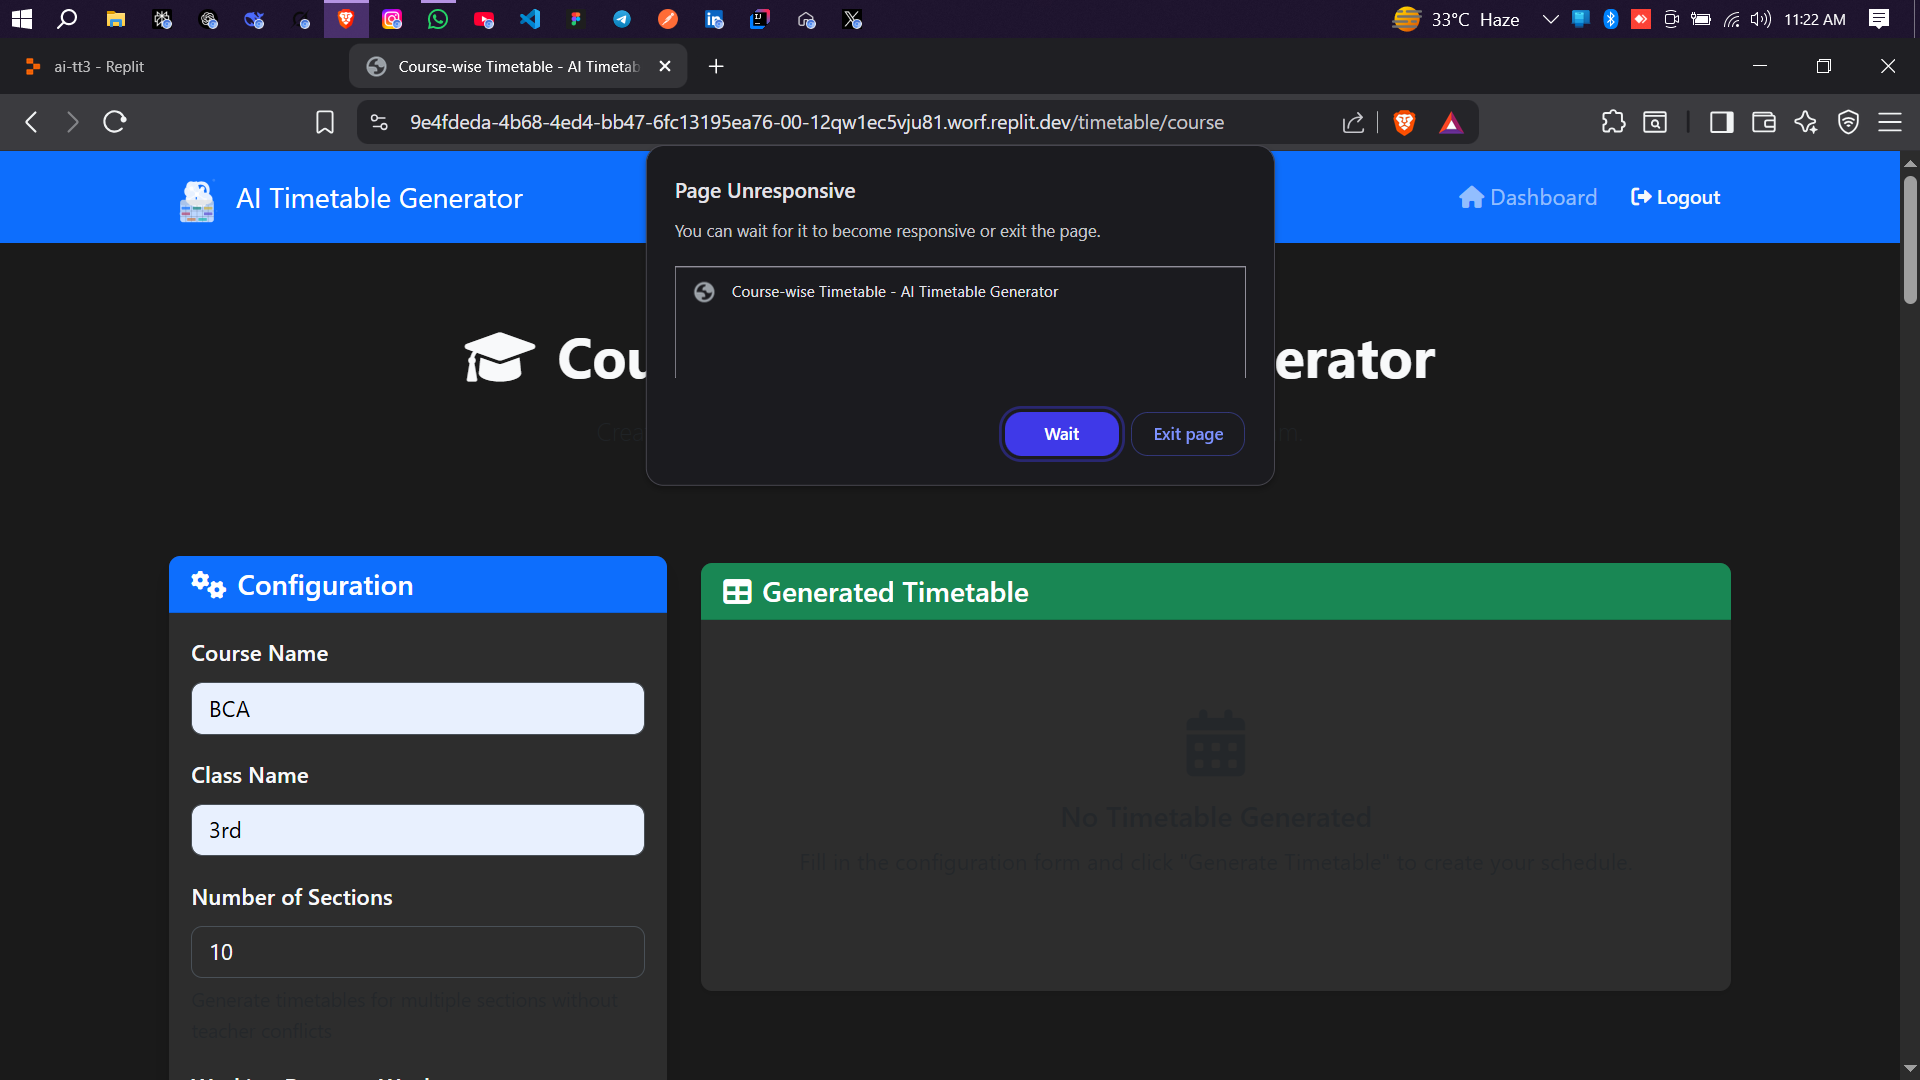 33°C Haze
11:22 AM
ai-tt3 - Replit
Course-wise Timetable - AI Timetab
9e4fdeda-4b68-4ed4-bb47-6fc13195ea76-00-12qw1ec5vju81.worf.replit.dev/timetable/course
AI Timetable Generator
Dashboard
Logout
Page Unresponsive
You can wait for it to become responsive or exit the page.
Course-wise Timetable - AI Timetable Generator
Wait
Exit page
Cou
erator
Crea
m
Configuration
Course Name
BCA
Class Name
3rd
Number of Sections
10
Generate timetables for multiple sections without
teacher conflicts
Generated Timetable
No Timetable Generated
Fill in the configuration form and click "Generate Timetable" to create your schedule.